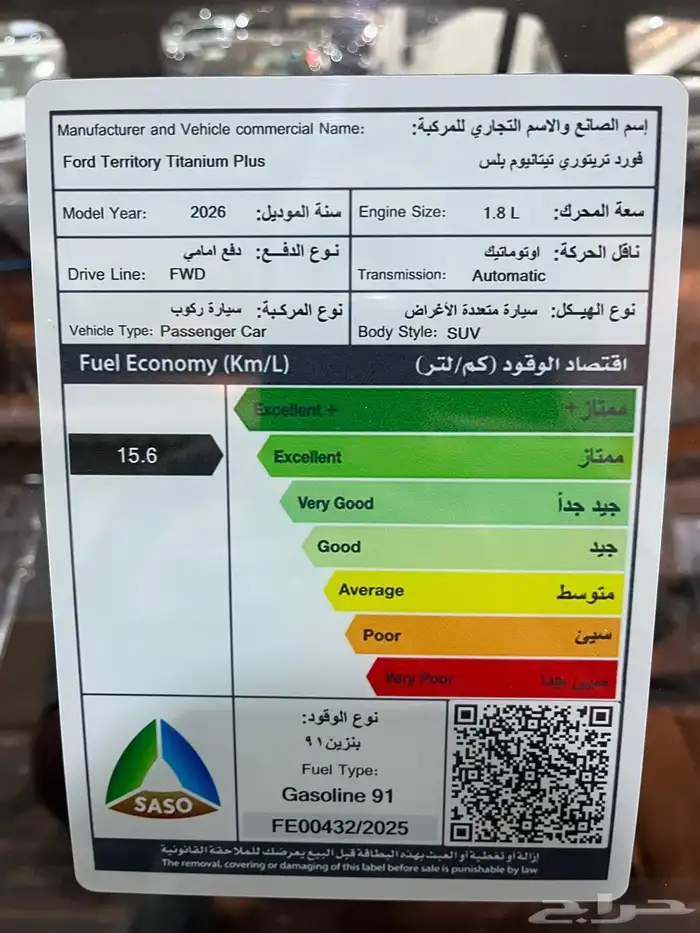 Manufacturer and Vehicle commercial Name: إسم الصانع والاسم التجاري للمركبة:
Ford Territory Titanium Plus فورد تريتوري تيتانيوم بلس
Model Year: 2026 سنة الموديل: Engine Size: 1.8 L سعة المحرك:
نوع الدفـع: دفع امامي
Drive Line: FWD
ناقل الحركة: اوتوماتيك
Transmission: Automatic
نوع المركبة: سيارة ركوب
Vehicle Type: Passenger Car
نوع الهيكل: سيارة متعددة الأغراض
Body Style: SUV
Fuel Economy (Km/L) اقتصاد الوقود (كم/لتر)
Excellent + ممتاز+
15.6 Excellent ممتاز
Very Good جيد جداً
Good جيد
Average متوسط
Poor سيئ
Very Poor سيئ جداً
SASO
نوع الوقود:
بنزين ٩١
Fuel Type:
Gasoline 91
FE00432/2025
إزالة أو تغطية أو العبث بهذه البطاقة قبل البيع يعرضك للملاحقة القانونية
The removal, covering or damaging of this label before sale is punishable by law
حراج